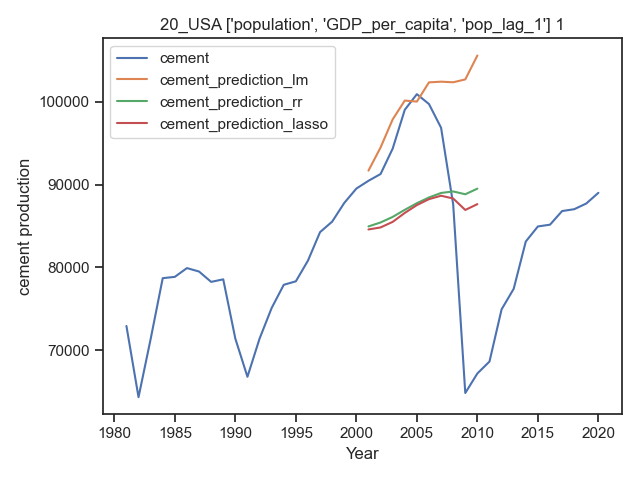 20_USA ['population', 'GDP_per_capita', 'pop_lag_1'] 1
cement
cement_prediction_lm
cement_prediction_rr
cement_prediction_lasso
cement production
100000
90000
80000
70000
1980 1985 1990 1995 2000 2005 2010 2015 2020
Year